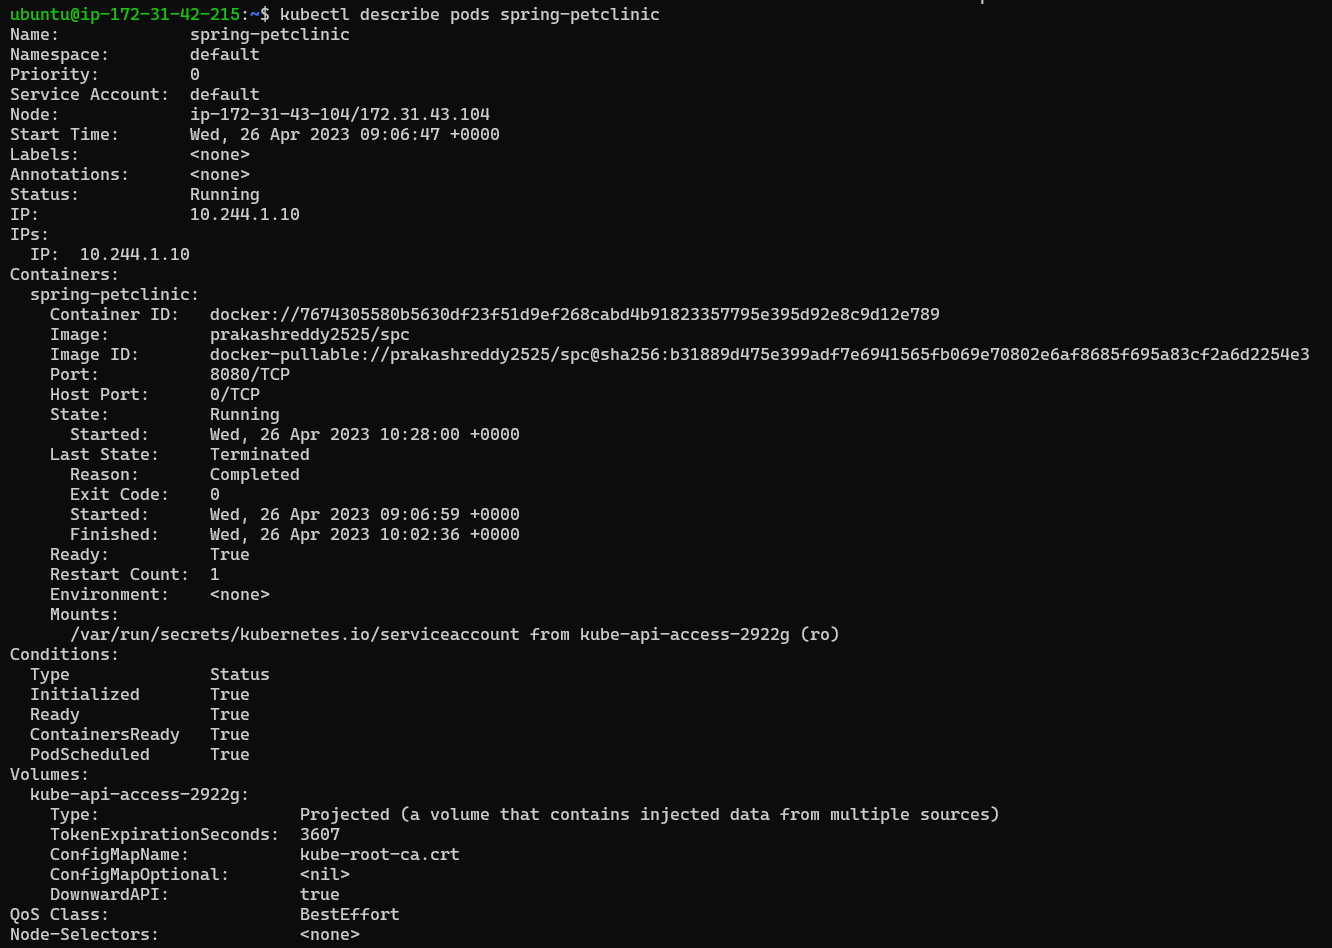 ubuntu@ip-172-31-42-215:~$ kubectl describe pods spring-petclinic
Name:             spring-petclinic
Namespace:        default
Priority:         0
Service Account:  default
Node:             ip-172-31-43-104/172.31.43.104
Start Time:       Wed, 26 Apr 2023 09:06:47 +0000
Labels:           <none>
Annotations:      <none>
Status:           Running
IP:               10.244.1.10
IPs:
  IP:  10.244.1.10
Containers:
  spring-petclinic:
    Container ID:   docker://7674305580b5630df23f51d9ef268cabd4b91823357795e395d92e8c9d12e789
    Image:          prakashreddy2525/spc
    Image ID:       docker-pullable://prakashreddy2525/spc@sha256:b31889d475e399adf7e6941565fb069e70802e6af8685f695a83cf2a6d2254e3
    Port:           8080/TCP
    Host Port:      0/TCP
    State:          Running
      Started:      Wed, 26 Apr 2023 10:28:00 +0000
    Last State:     Terminated
      Reason:       Completed
      Exit Code:    0
      Started:      Wed, 26 Apr 2023 09:06:59 +0000
      Finished:     Wed, 26 Apr 2023 10:02:36 +0000
    Ready:          True
    Restart Count:  1
    Environment:    <none>
    Mounts:
      /var/run/secrets/kubernetes.io/serviceaccount from kube-api-access-2922g (ro)
Conditions:
  Type              Status
  Initialized       True
  Ready             True
  ContainersReady   True
  PodScheduled      True
Volumes:
  kube-api-access-2922g:
    Type:                    Projected (a volume that contains injected data from multiple sources)
    TokenExpirationSeconds:  3607
    ConfigMapName:           kube-root-ca.crt
    ConfigMapOptional:       <nil>
    DownwardAPI:             true
QoS Class:                   BestEffort
Node-Selectors:              <none>